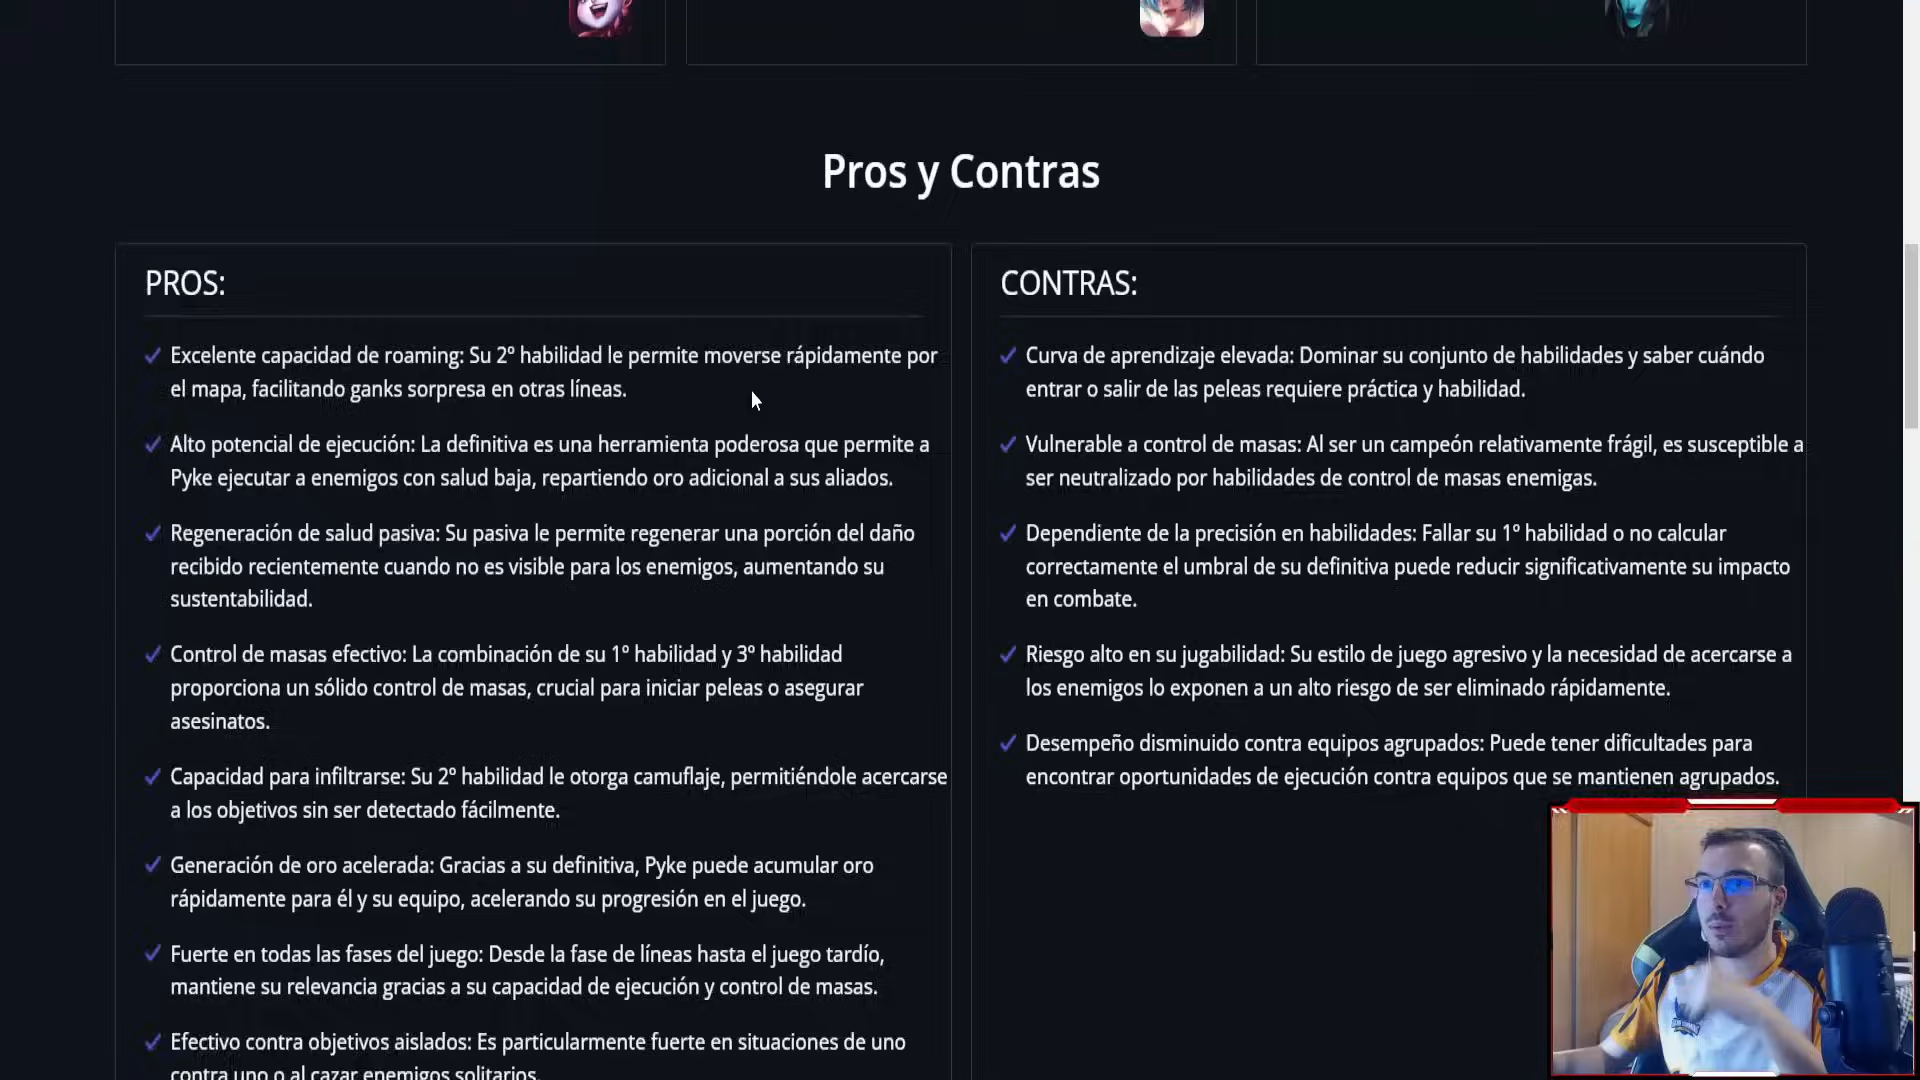 Pros y Contras
PROS:
Excelente capacidad de roaming: Su 2º habilidad le permite moverse rápidamente por
el mapa, facilitando ganks sorpresa en otras líneas.
Alto potencial de ejecución: La definitiva es una herramienta poderosa que permite a
Pyke ejecutar a enemigos con salud baja, repartiendo oro adicional a sus aliados.
Regeneración de salud pasiva: Su pasiva le permite regenerar una porción del daño
recibido recientemente cuando no es visible para los enemigos, aumentando su
sustentabilidad.
Control de masas efectivo: La combinación de su 1º habilidad y 3º habilidad
proporciona un sólido control de masas, crucial para iniciar peleas o asegurar
asesinatos.
Capacidad para infiltrarse: Su 2º habilidad le otorga camuflaje, permitiéndole acercarse
a los objetivos sin ser detectado fácilmente.
Generación de oro acelerada: Gracias a su definitiva, Pyke puede acumular oro
rápidamente para él y su equipo, acelerando su progresión en el juego.
Fuerte en todas las fases del juego: Desde la fase de líneas hasta el juego tardío,
mantiene su relevancia gracias a su capacidad de ejecución y control de masas.
Efectivo contra objetivos aislados: Es particularmente fuerte en situaciones de uno
contra uno o al cazar enemigos solitarios.
CONTRAS:
Curva de aprendizaje elevada: Dominar su conjunto de habilidades y saber cuándo
entrar o salir de las peleas requiere práctica y habilidad.
Vulnerable a control de masas: Al ser un campeón relativamente frágil, es susceptible a
ser neutralizado por habilidades de control de masas enemigas.
Dependiente de la precisión en habilidades: Fallar su 1º habilidad o no calcular
correctamente el umbral de su definitiva puede reducir significativamente su impacto
en combate.
Riesgo alto en su jugabilidad: Su estilo de juego agresivo y la necesidad de acercarse a
los enemigos lo exponen a un alto riesgo de ser eliminado rápidamente.
Desempeño disminuido contra equipos agrupados: Puede tener dificultades para
encontrar oportunidades de ejecución contra equipos que se mantienen agrupados.